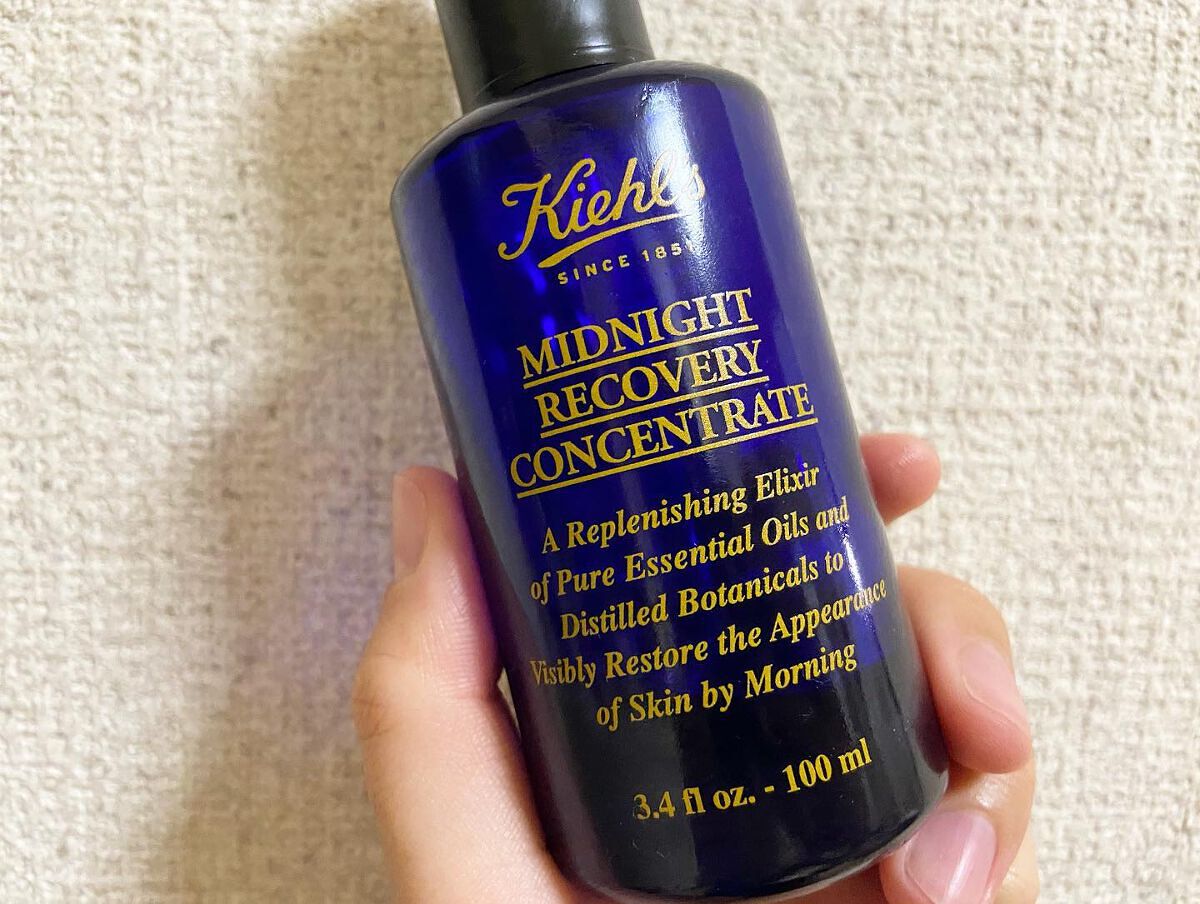 Kiehl's
SINCE 185
MIDNIGHT
RECOVERY
CONCENTRATE
A Replenishing Elixir
of Pure Essential Oils and
Distilled Botanicals to
Visibly Restore the Appearance
of Skin by Morning
3.4 fl oz. - 100 ml